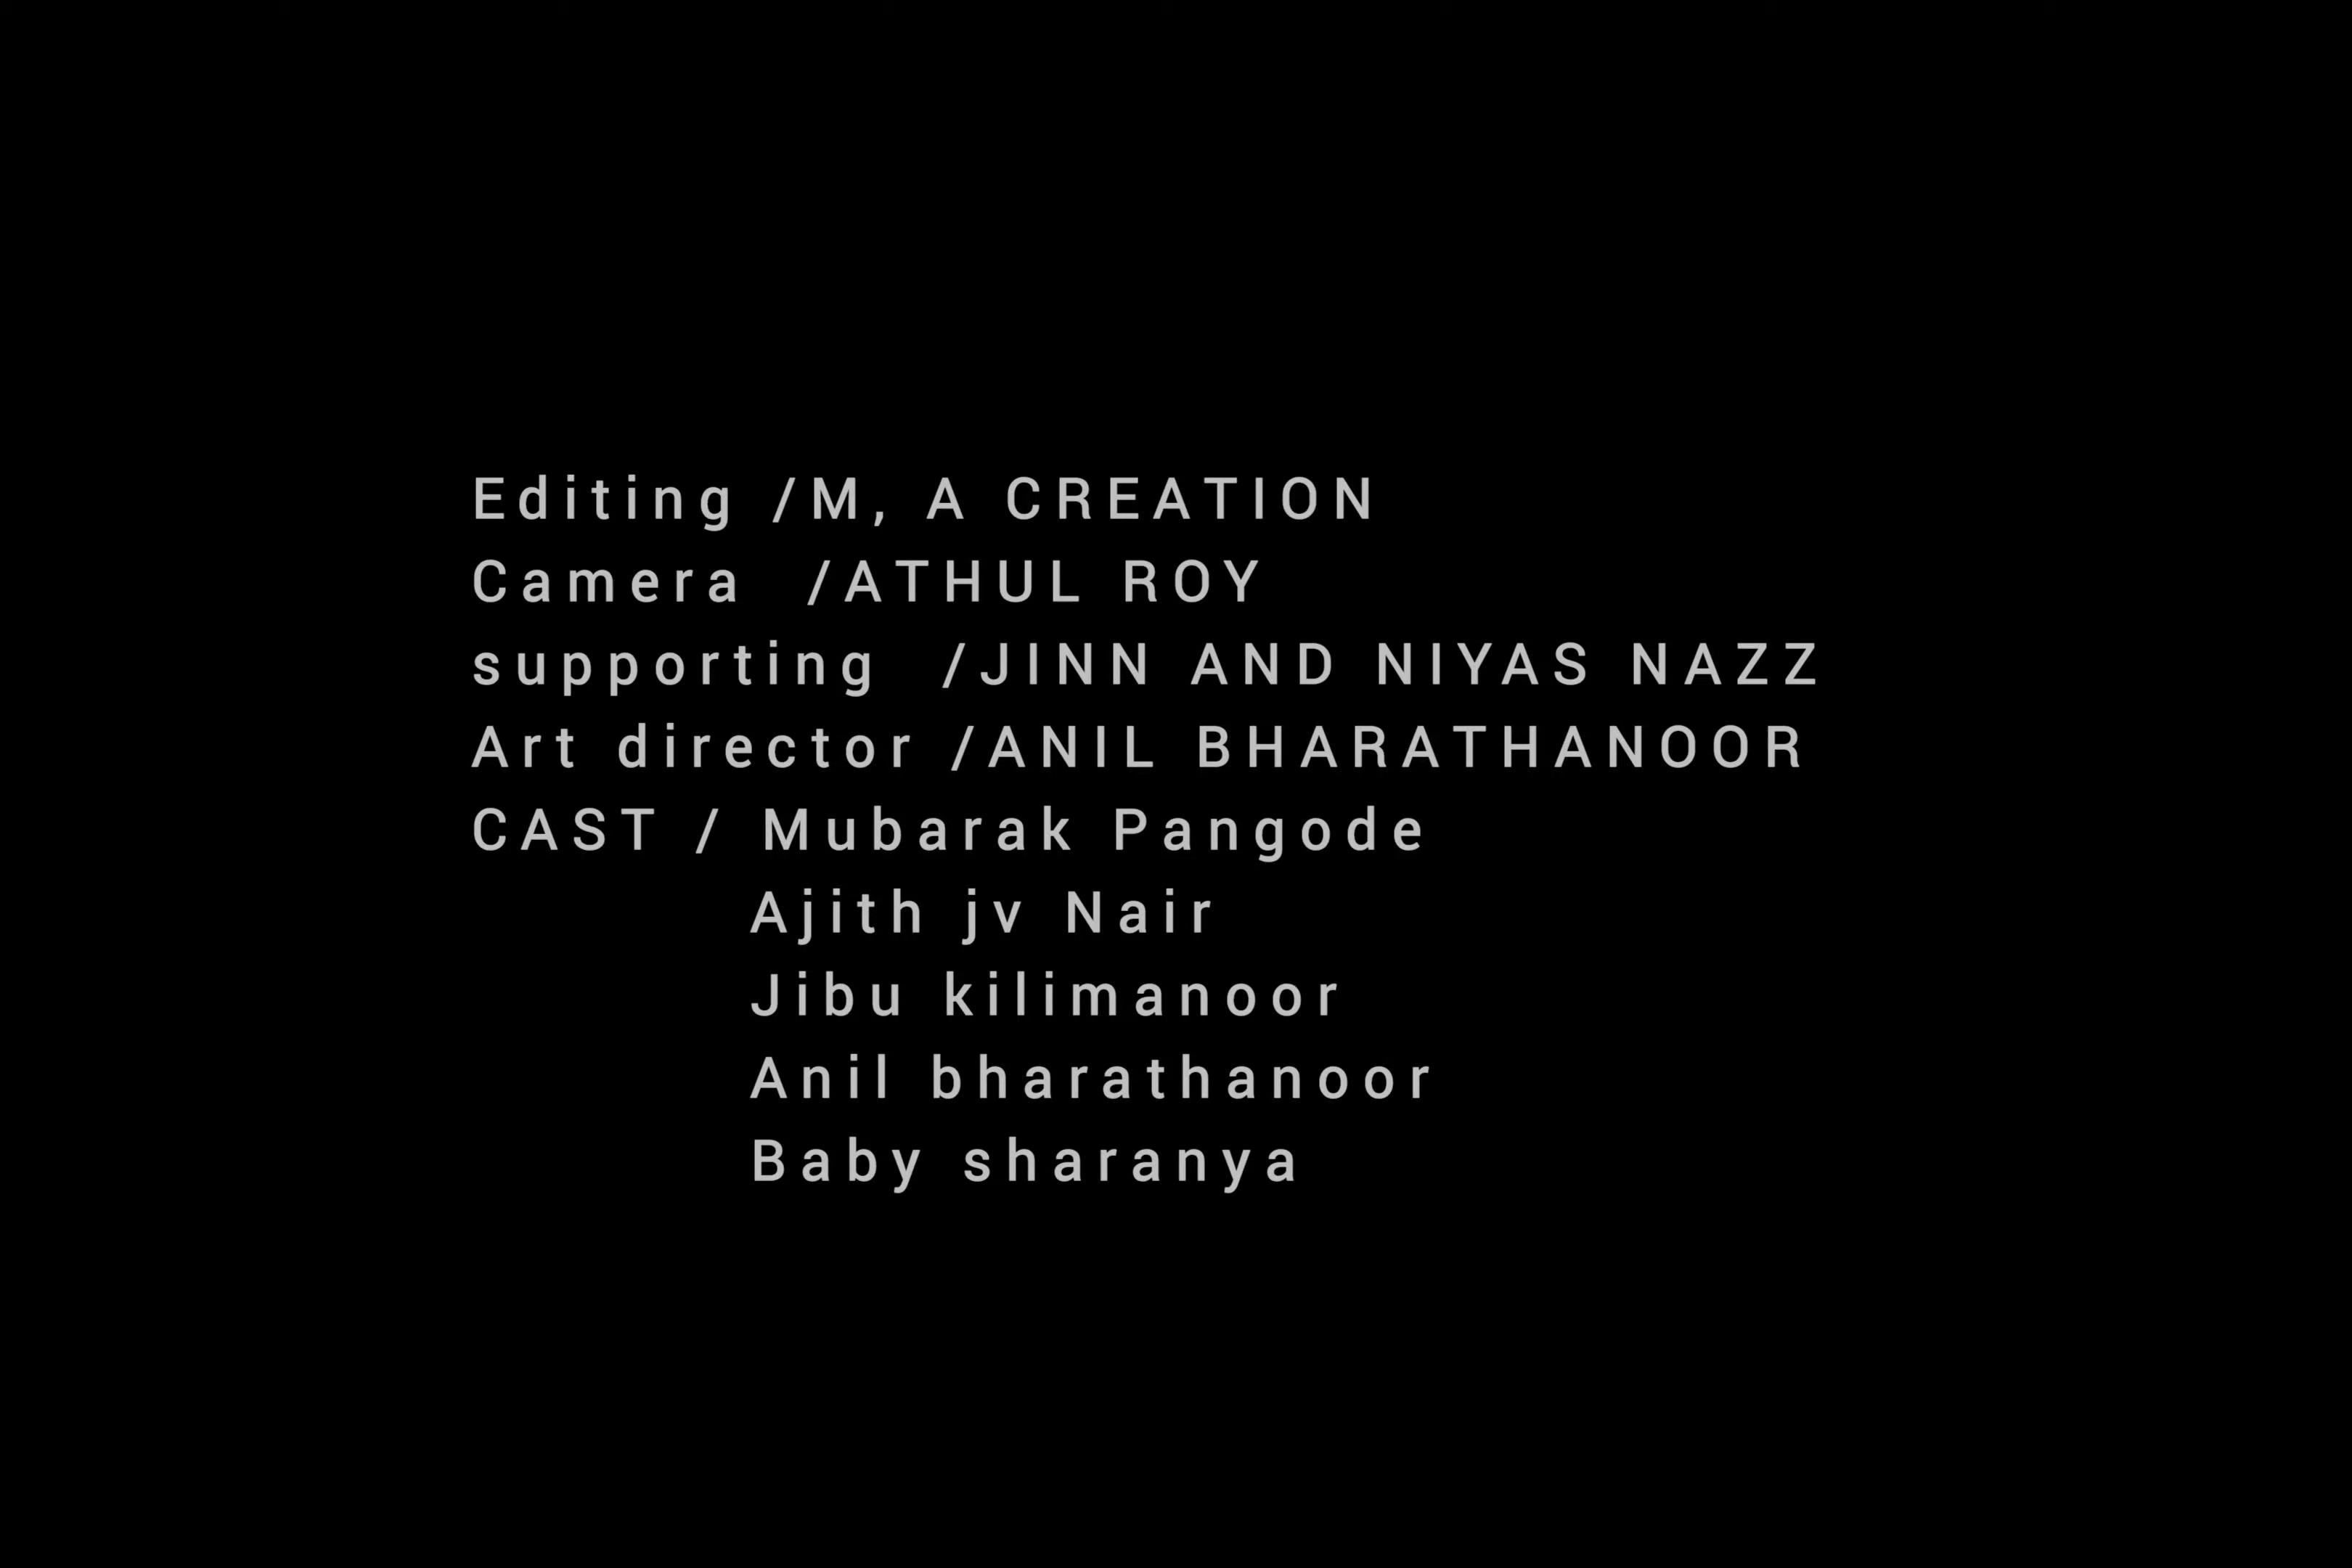 Editing /M, A CREATION
Camera /ATHUL ROY
supporting /JINN AND NIYAS NAZZ
Art director /ANIL BHARATHANOOR
CAST / Mubarak Pangode
Ajith jv Nair
Jibu kilimanoor
Anil bharathanoor
Baby sharanya